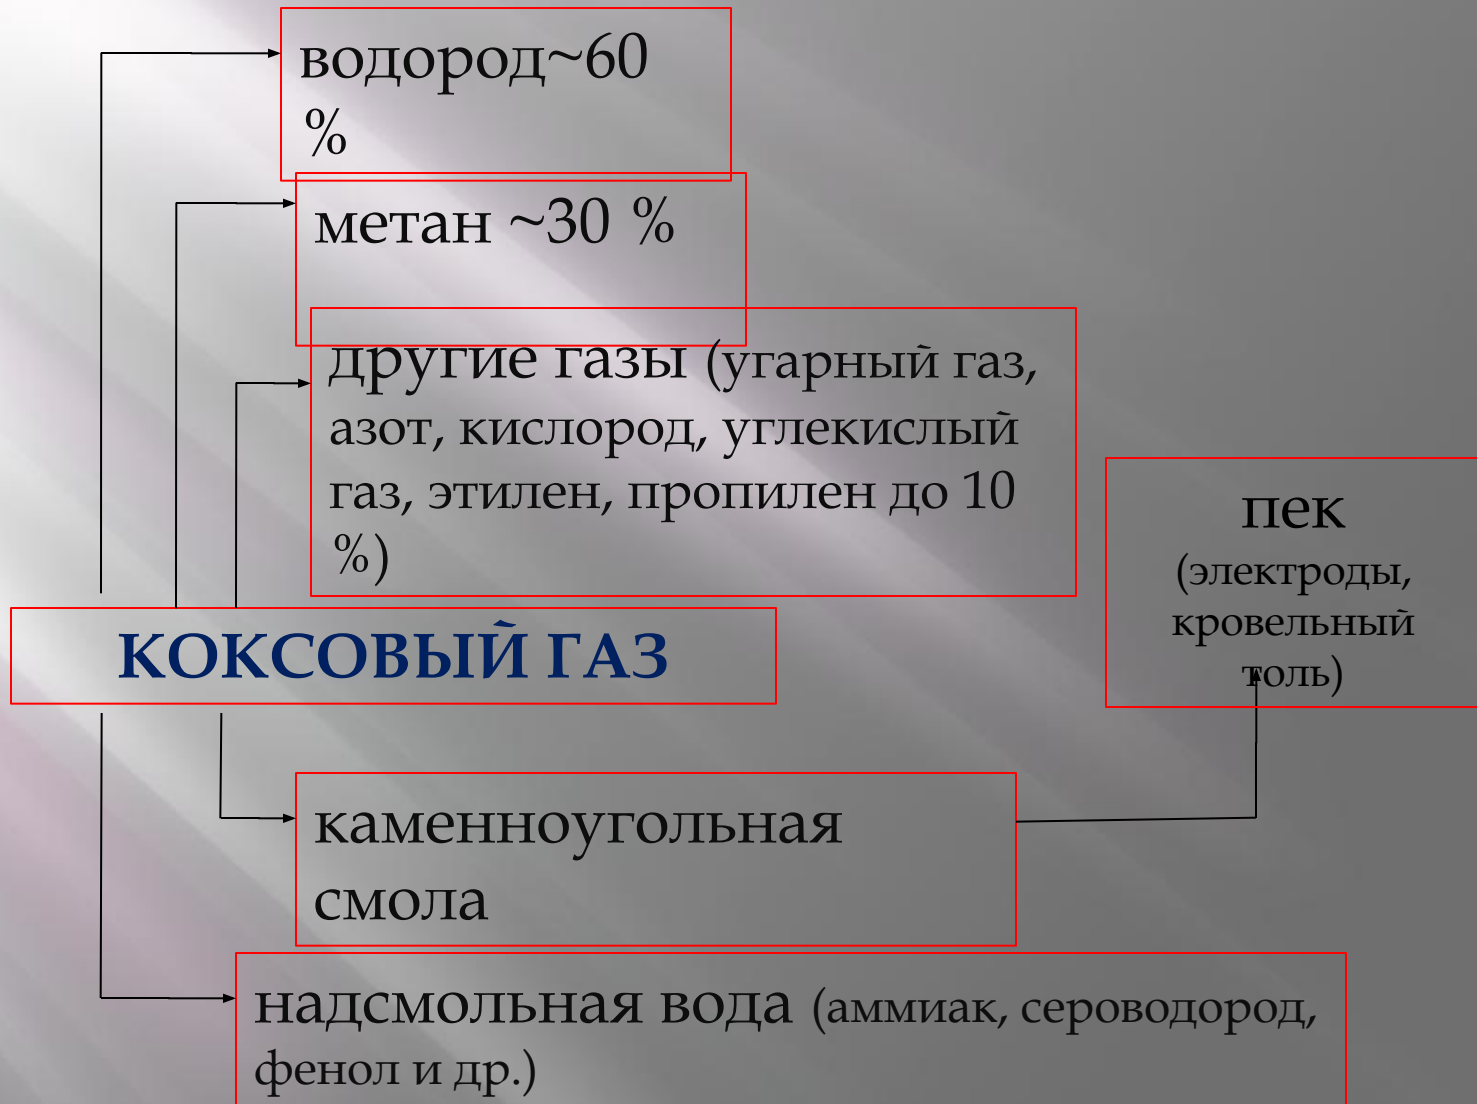 водород~60
%
метан ~30 %
другие газы (угарный газ,
азот, кислород, углекислый
газ, этилен, пропилен до 10
%)
КОКСОВЫЙ ГАЗ
пек
(электроды,
кровельный
толь)
каменноугольная
смола
надсмольная вода (аммиак, сероводород,
фенол и др.)